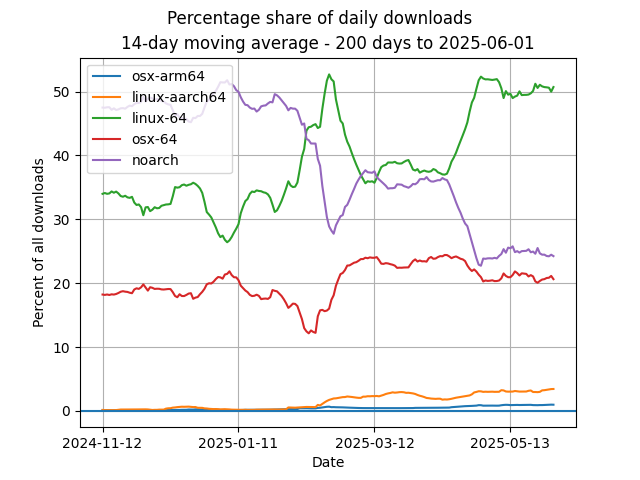 Percentage share of daily downloads
14-day moving average - 200 days to 2025-06-01
osx-arm64
linux-aarch64
linux-64
osx-64
noarch
Percent of all downloads
50
40
30
20
10
0
2024-11-12
2025-01-11
2025-03-12
2025-05-13
Date